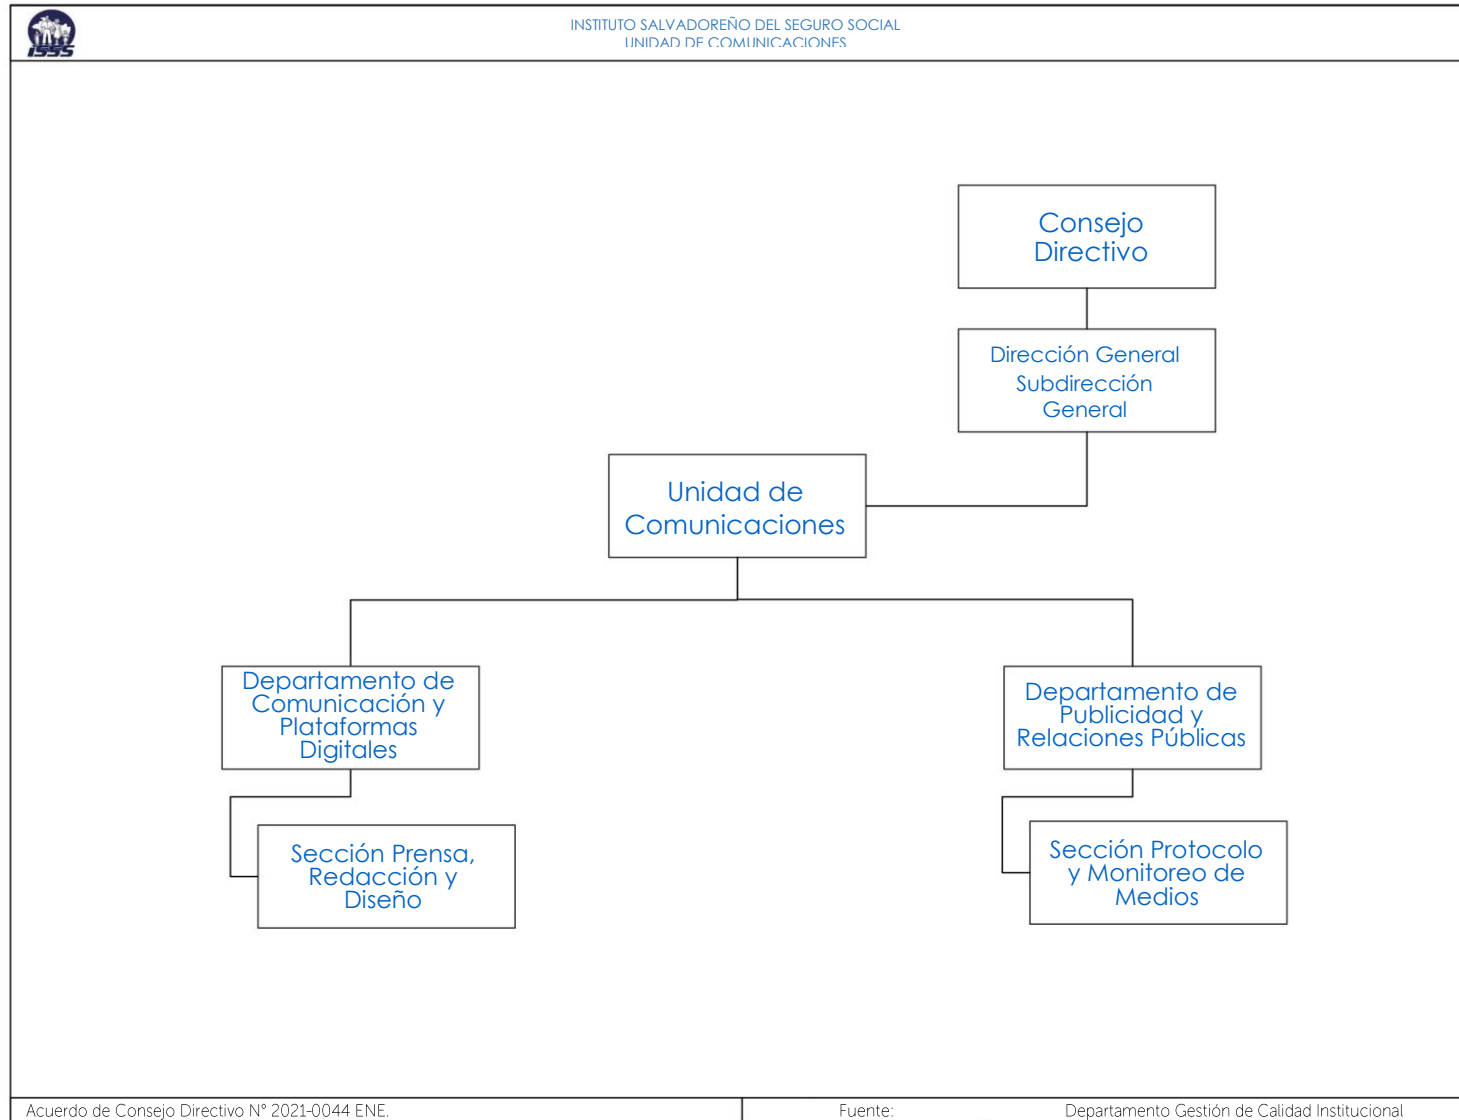 ISSS
INSTITUTO SALVADOREÑO DEL SEGURO SOCIAL
UNIDAD DE COMUNICACIONES
Consejo
Directivo
Dirección General
Subdirección
General
Unidad de
Comunicaciones
Departamento de
Comunicación y
Plataformas
Digitales
Departamento de
Publicidad y
Relaciones Públicas
Sección Prensa,
Redacción y
Diseño
Sección Protocolo
y Monitoreo de
Medios
Acuerdo de Consejo Directivo N° 2021-0044 ENE.
Fuente: Departamento Gestión de Calidad Institucional